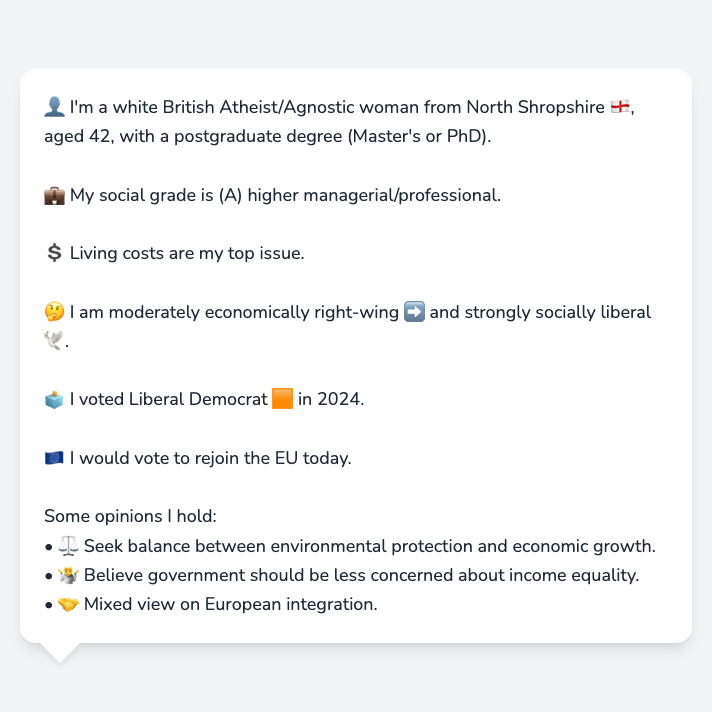 👤 I'm a white British Atheist/Agnostic woman from North Shropshire 🏴󠁧󠁢󠁥󠁮󠁧󠁿,
aged 42, with a postgraduate degree (Master's or PhD).
💼 My social grade is (A) higher managerial/professional.
💲 Living costs are my top issue.
🤔 I am moderately economically right-wing ➡️ and strongly socially liberal
🕊️.
🗳️ I voted Liberal Democrat 🟧 in 2024.
🇪🇺 I would vote to rejoin the EU today.
Some opinions I hold:
• ⚖️ Seek balance between environmental protection and economic growth.
• 🤷 Believe government should be less concerned about income equality.
• 🤝 Mixed view on European integration.